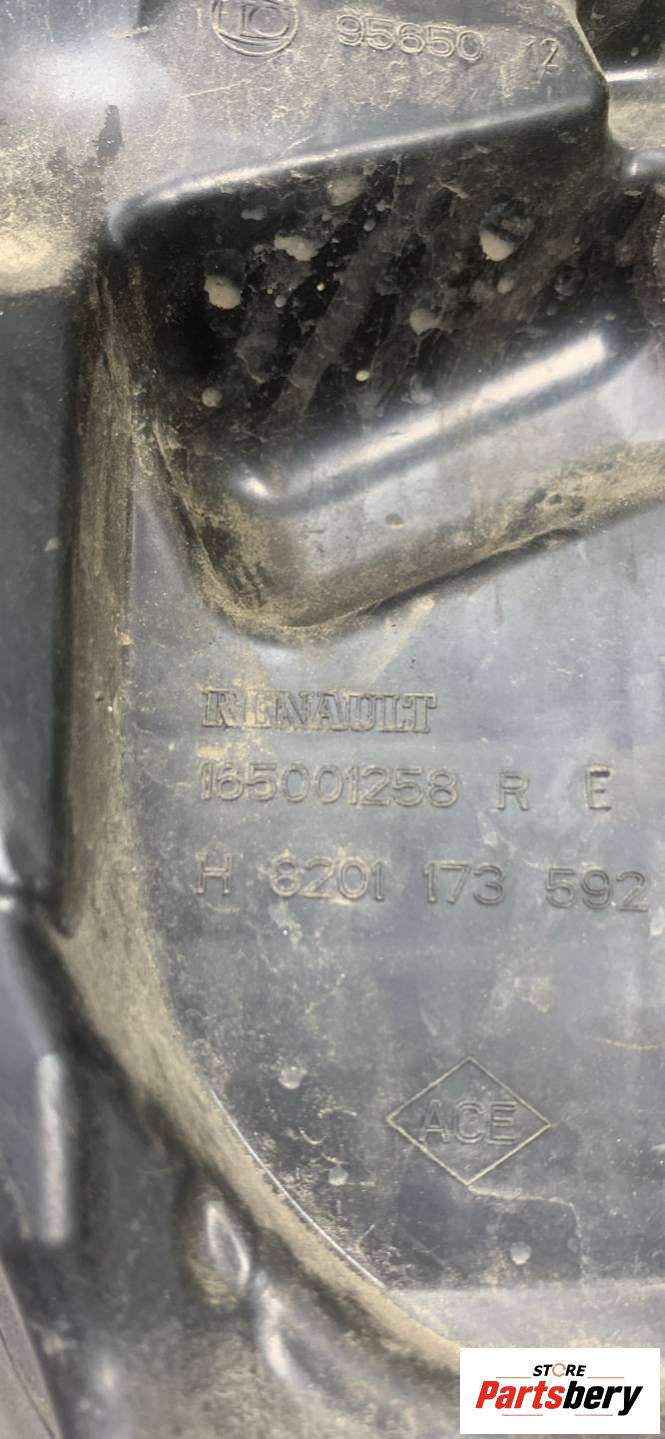 95650 12
RENAULT
165001258 R E
H 8201 173 592
ACE
STORE
Partsbery